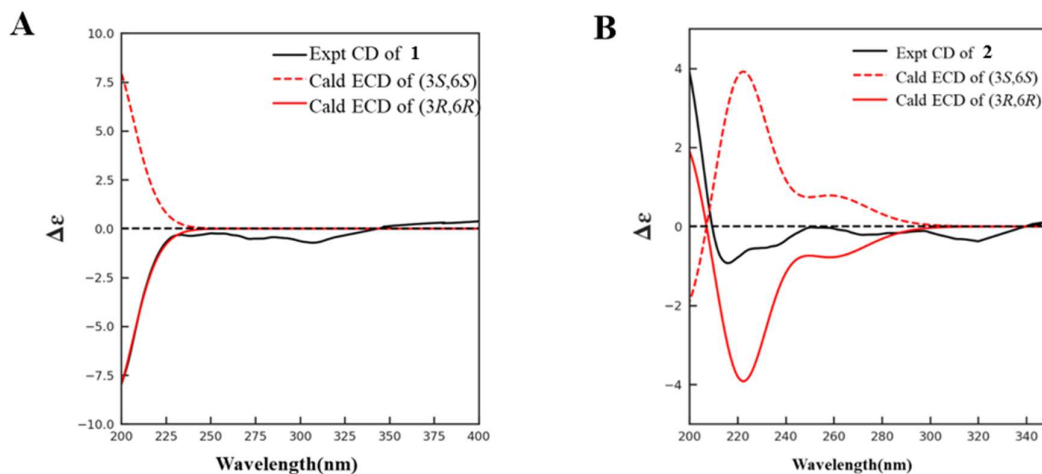 A
Expt CD of 1
Cald ECD of (3S,6S)
Cald ECD of (3R,6R)
10.0
7.5
5.0
2.5
0.0
−2.5
−5.0
−7.5
−10.0
Δε
200 225 250 275 300 325 350 375 400
Wavelength(nm)
B
Expt CD of 2
Cald ECD of (3S,6S)
Cald ECD of (3R,6R)
4
2
0
−2
−4
Δε
200 220 240 260 280 300 320 340
Wavelength(nm)